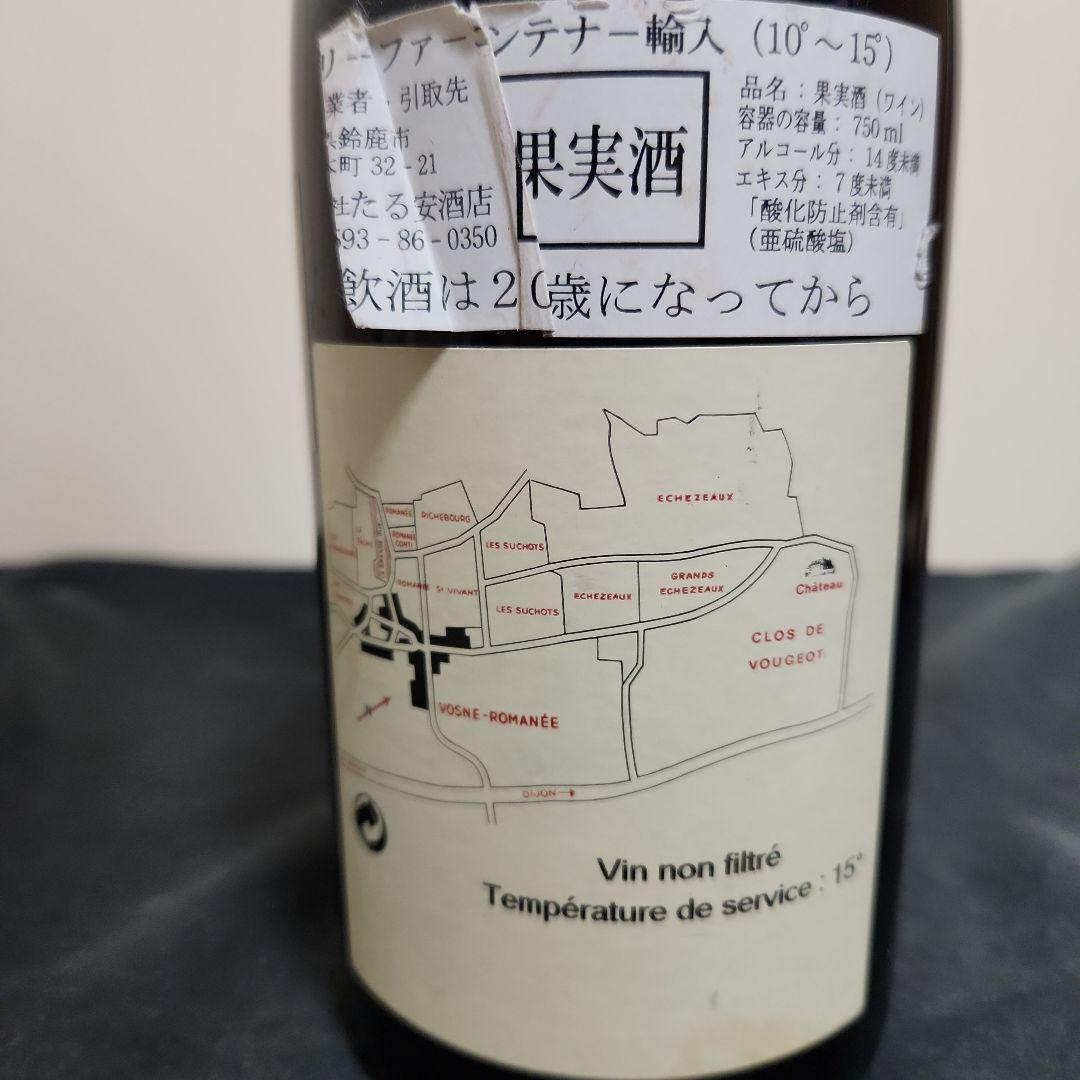 リーファーコンテナー輸入 (10°～15°)
業者 引取先
鈴鹿市
町 32-21
たる安酒店
593-86-0350
果実酒
品名：果実酒 (ワイン)
容器の容量：750ml
アルコール分：14度未満
エキス分：7度未満
「酸化防止剤含有」
(亜硫酸塩)
飲酒は20歳になってから
ECHEZEAUX
ROMANÉE
RICHEBOURG
ROMANÉE
CONTI
LES SUCHOTS
ROMANÉE St VIVANT
LES SUCHOTS
ECHEZEAUX
GRANDS
ECHEZEAUX
Château
CLOS DE
VOUGEOT
N
VOSNE-ROMANÉE
DIJON
Vin non filtré
Température de service : 15°